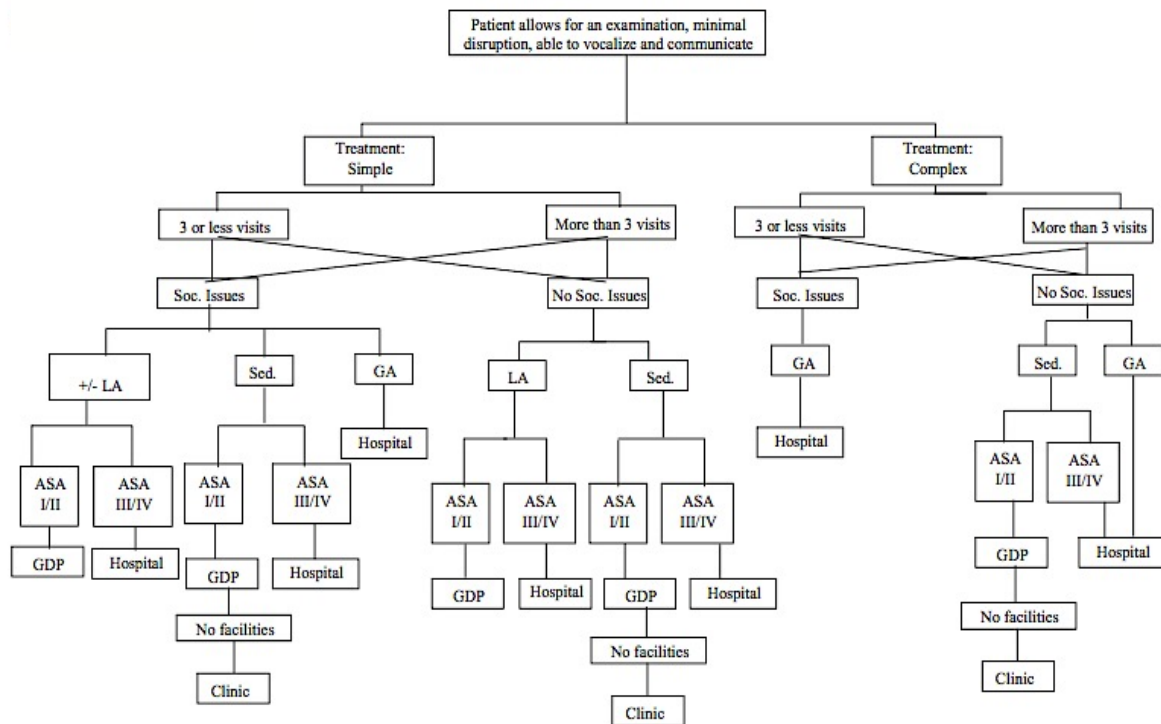 Patient allows for an examination, minimal
disruption, able to vocalize and communicate
Treatment:
Simple
Treatment:
Complex
3 or less visits
More than 3 visits
3 or less visits
More than 3 visits
Soc. Issues
No Soc. Issues
Soc. Issues
No Soc. Issues
+/- LA
Sed.
GA
LA
Sed.
GA
Sed.
GA
Hospital
Hospital
ASA
I/II
ASA
III/IV
ASA
I/II
ASA
III/IV
ASA
I/II
ASA
III/IV
ASA
I/II
ASA
III/IV
ASA
I/II
ASA
III/IV
GDP
Hospital
GDP
Hospital
GDP
Hospital
GDP
Hospital
GDP
Hospital
No facilities
No facilities
No facilities
Clinic
Clinic
Clinic